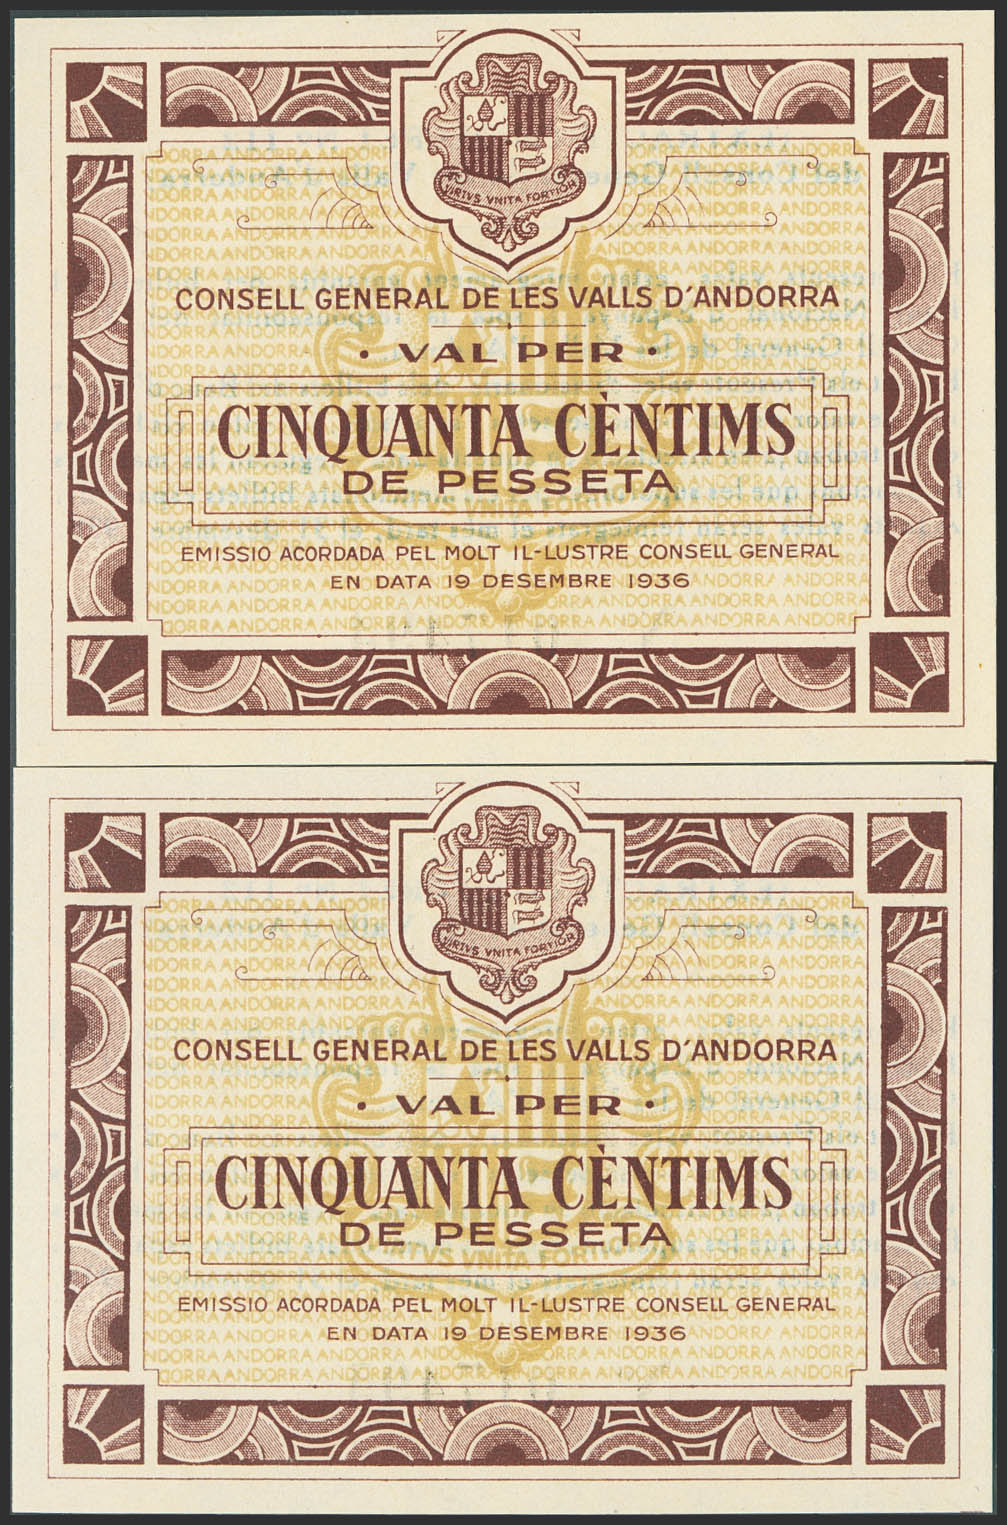 VIRTVS VNITA FORTIOR
CONSELL GENERAL DE LES VALLS D'ANDORRA
• VAL PER •
CINQUANTA CÈNTIMS
DE PESSETA
EMISSIO ACORDADA PEL MOLT IL-LUSTRE CONSELL GENERAL
EN DATA 19 DESEMBRE 1936
VIRTVS VNITA FORTIOR
CONSELL GENERAL DE LES VALLS D'ANDORRA
• VAL PER •
CINQUANTA CÈNTIMS
DE PESSETA
EMISSIO ACORDADA PEL MOLT IL-LUSTRE CONSELL GENERAL
EN DATA 19 DESEMBRE 1936